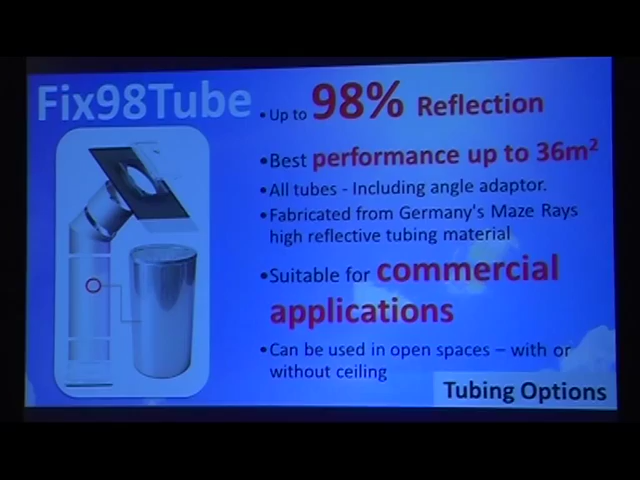 Fix98Tube
•Up to 98% Reflection
•Best performance up to 36m²
•All tubes - Including angle adaptor.
•Fabricated from Germany's Maze Rays
high reflective tubing material
•Suitable for commercial
applications
•Can be used in open spaces – with or
without ceiling
Tubing Options